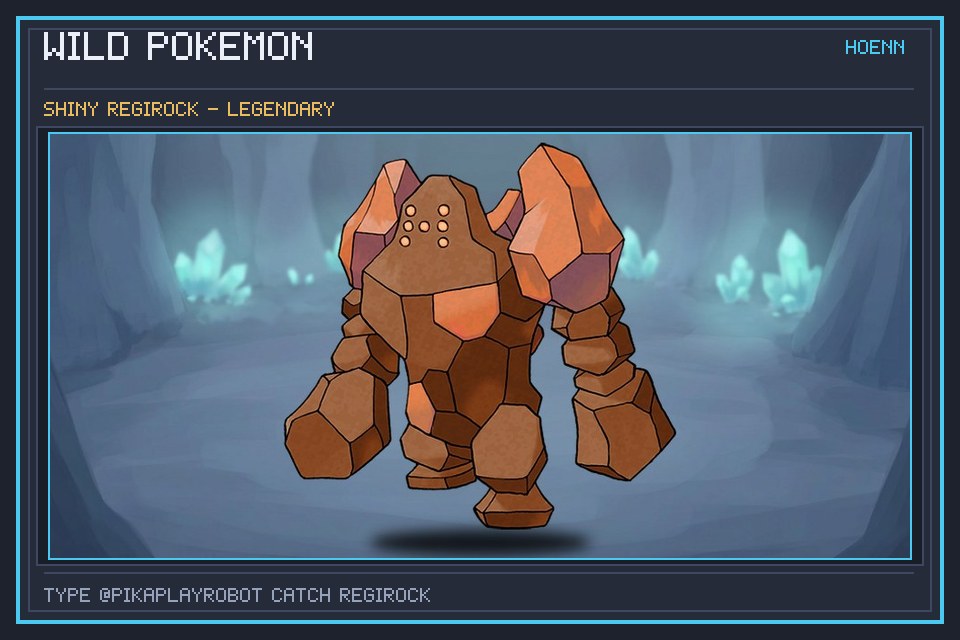 WILD POKEMON
HOENN
SHINY REGIROCK – LEGENDARY
TYPE @PIKAPLAYROBOT CATCH REGIROCK